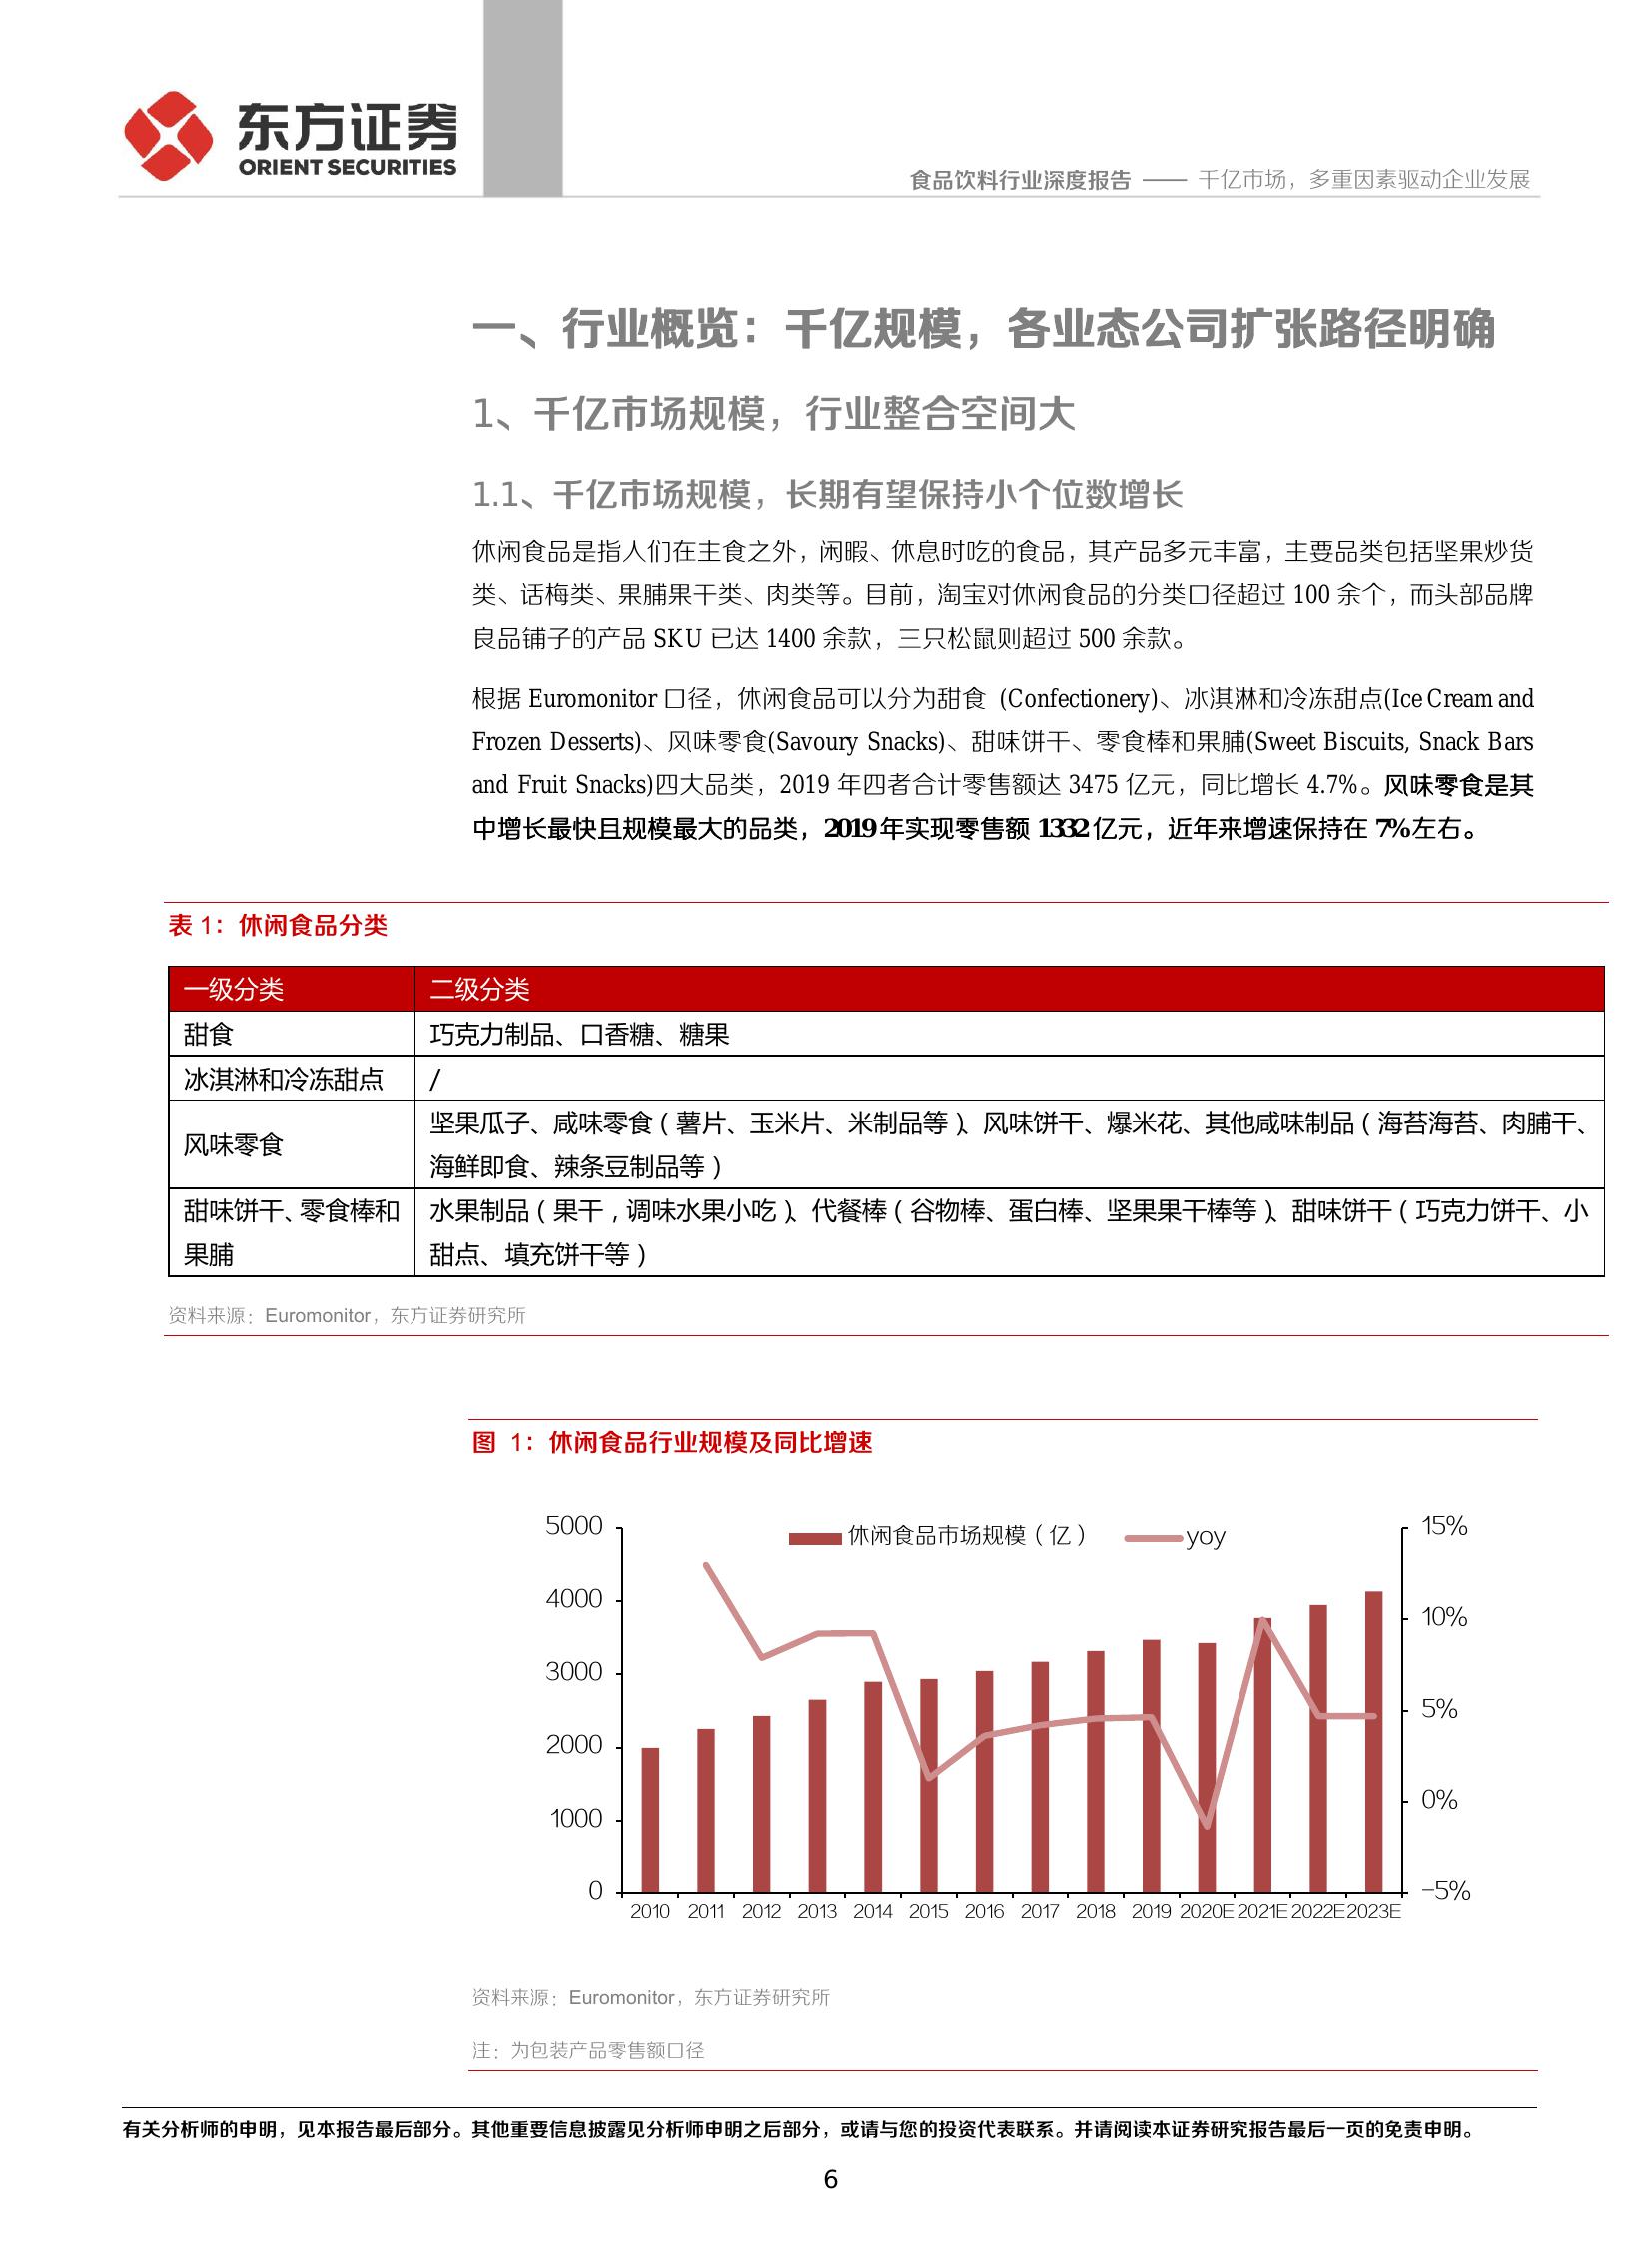 东方证券
ORIENT SECURITIES
食品饮料行业深度报告 —— 千亿市场，多重因素驱动企业发展
一、行业概览：千亿规模，各业态公司扩张路径明确
1、千亿市场规模，行业整合空间大
1.1、千亿市场规模，长期有望保持小个位数增长
休闲食品是指人们在主食之外，闲暇、休息时吃的食品，其产品多元丰富，主要品类包括坚果炒货
类、话梅类、果脯果干类、肉类等。目前，淘宝对休闲食品的分类口径超过 100 余个，而头部品牌
良品铺子的产品 SKU 已达 1400 余款，三只松鼠则超过 500 余款。
根据 Euromonitor 口径，休闲食品可以分为甜食 (Confectionery)、冰淇淋和冷冻甜点(Ice Cream and
Frozen Desserts)、风味零食(Savoury Snacks)、甜味饼干、零食棒和果脯(Sweet Biscuits, Snack Bars
and Fruit Snacks)四大品类，2019 年四者合计零售额达 3475 亿元，同比增长 4.7%。风味零食是其
中增长最快且规模最大的品类，2019 年实现零售额 1332 亿元，近年来增速保持在 7%左右。
表 1：休闲食品分类
一级分类 二级分类
甜食 巧克力制品、口香糖、糖果
冰淇淋和冷冻甜点 /
风味零食 坚果瓜子、咸味零食（薯片、玉米片、米制品等）、风味饼干、爆米花、其他咸味制品（海苔海苔、肉脯干、
海鲜即食、辣条豆制品等）
甜味饼干、零食棒和 水果制品（果干，调味水果小吃）、代餐棒（谷物棒、蛋白棒、坚果果干棒等）、甜味饼干（巧克力饼干、小
果脯 甜点、填充饼干等）
资料来源：Euromonitor，东方证券研究所
图 1：休闲食品行业规模及同比增速
休闲食品市场规模（亿） yoy
5000 15%
4000 10%
3000
2000 5%
1000 0%
0 -5%
2010 2011 2012 2013 2014 2015 2016 2017 2018 2019 2020E 2021E 2022E 2023E
资料来源：Euromonitor，东方证券研究所
注：为包装产品零售额口径
有关分析师的申明，见本报告最后部分。其他重要信息披露见分析师申明之后部分，或请与您的投资代表联系。并请阅读本证券研究报告最后一页的免责申明。
6